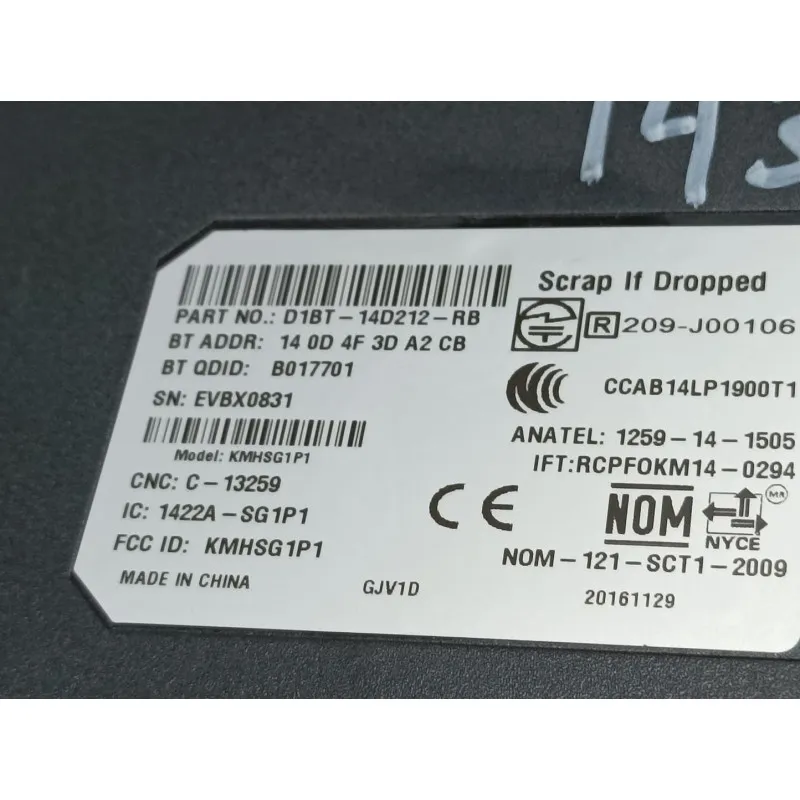 143
PART NO.: D1BT-14D212-RB
BT ADDR: 14 0D 4F 3D A2 CB
BT QDID: B017701
SN: EVBX0831
Model: KMHSG1P1
CNC: C-13259
IC: 1422A-SG1P1
FCC ID: KMHSG1P1
MADE IN CHINA
GJV1D
Scrap If Dropped
R 209-J00106
CCAB14LP1900T1
ANATEL: 1259-14-1505
IFT:RCPFOKM14-0294
CE
NOM
NYCE
NOM-121-SCT1-2009
20161129